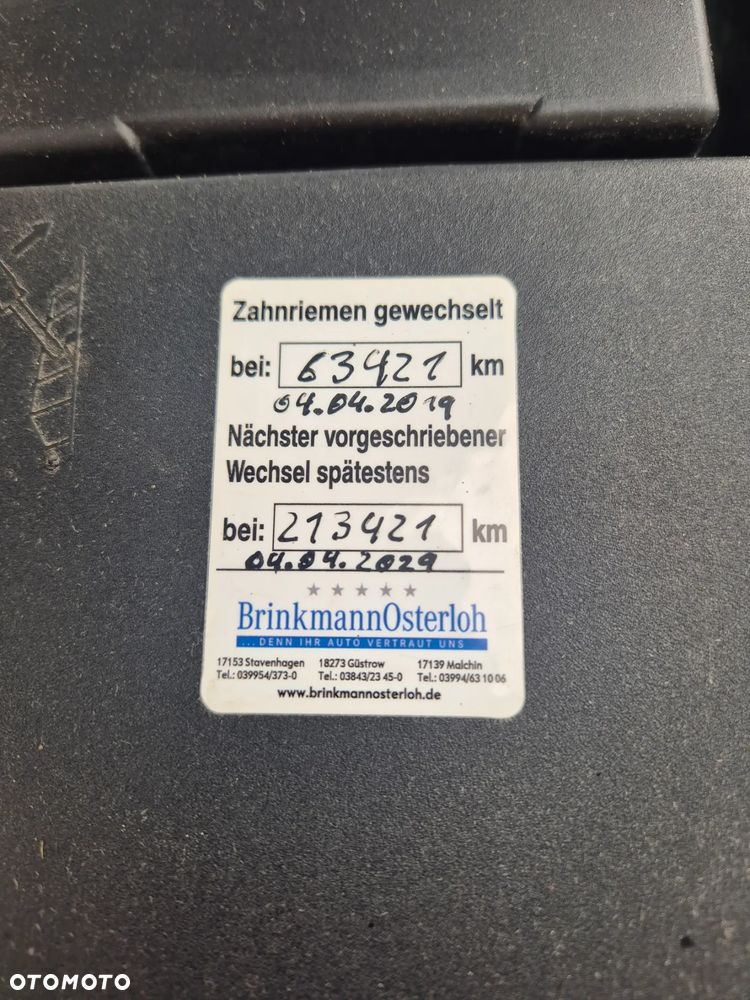 Zahnriemen gewechselt
bei: 63421 km
04.04.2019
Nächster vorgeschriebener
Wechsel spätestens
bei: 213421 km
04.04.2029
BrinkmannOsterloh
...DENN IHR AUTO VERTRAUT UNS
17153 Stavenhagen 18273 Güstrow 17139 Malchin
Tel.: 039954/373-0 Tel.: 03843/23 45-0 Tel.: 03994/63 10 06
www.brinkmannosterloh.de
OTOMOTO